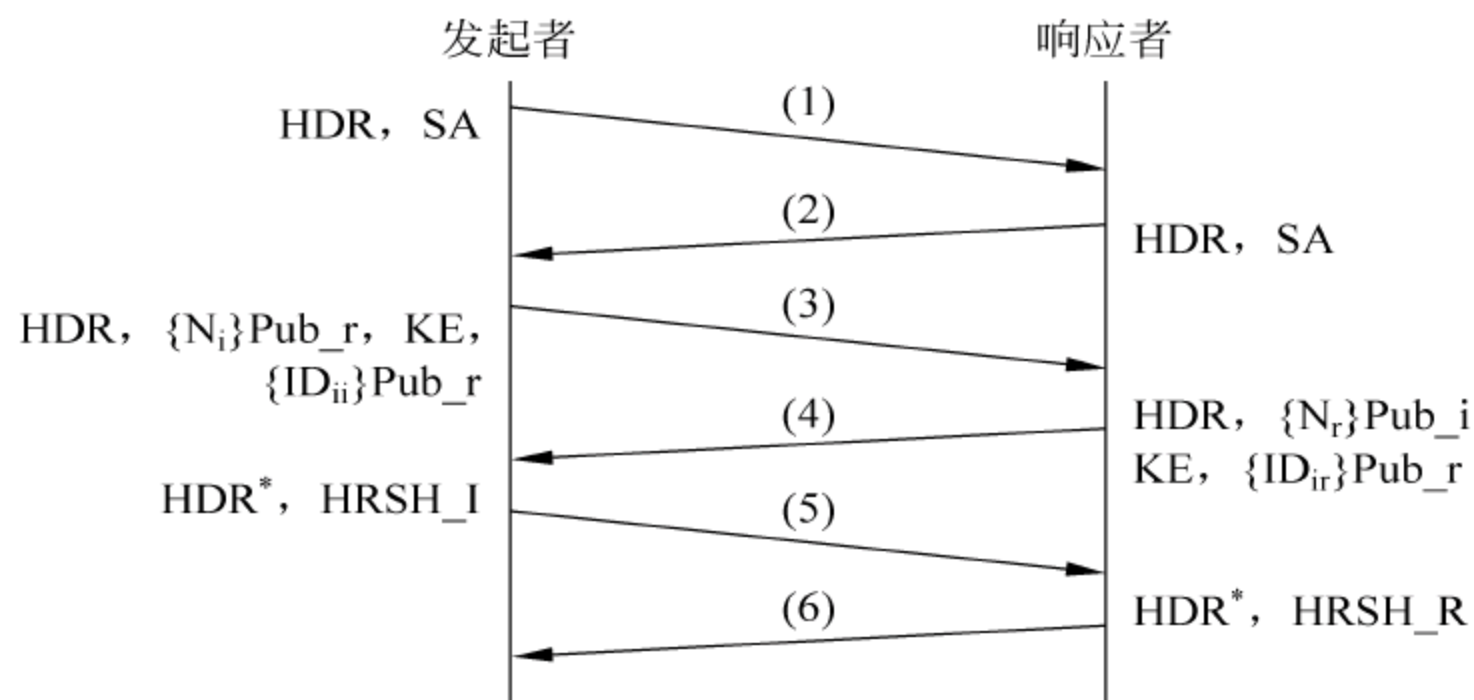 发起者
响应者
(1)
HDR，SA
(2)
HDR，SA
(3)
HDR，{Nᵢ}Pub_r，KE，
{IDᵢᵢ}Pub_r
(4)
HDR，{Nᵣ}Pub_i
KE，{IDᵢᵣ}Pub_r
HDR*，HRSH_I
(5)
(6)
HDR*，HRSH_R